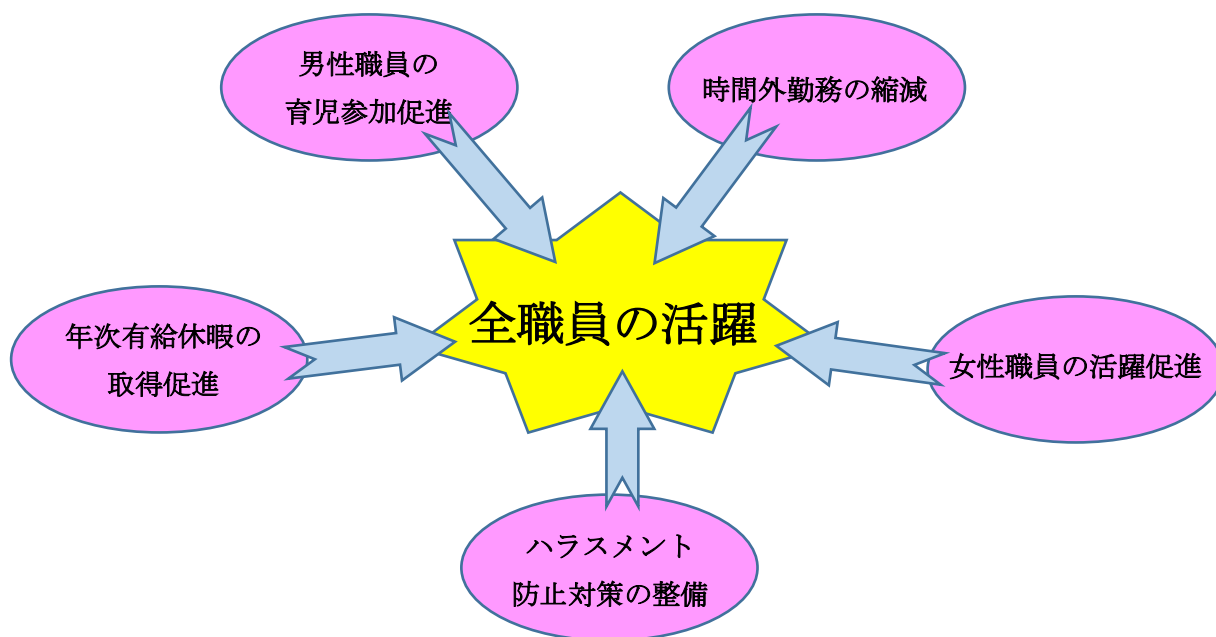 男性職員の
育児参加促進
時間外勤務の縮減
全職員の活躍
年次有給休暇の
取得促進
女性職員の活躍促進
ハラスメント
防止対策の整備